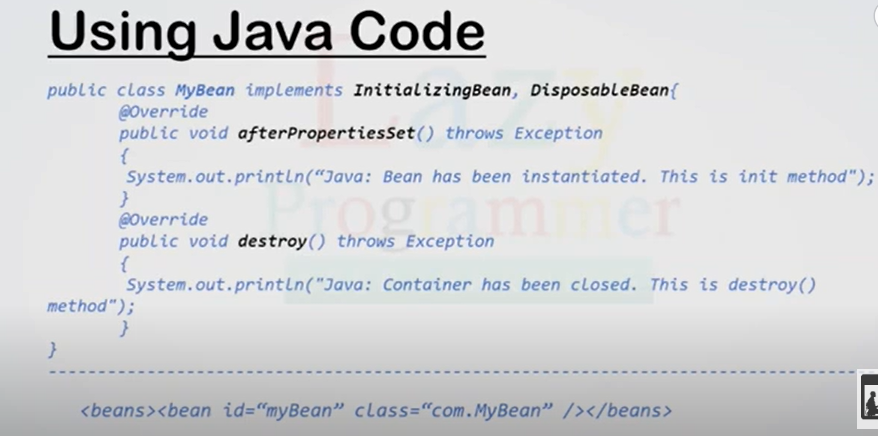 Using Java Code
public class MyBean implements InitializingBean, DisposableBean{
@Override
public void afterPropertiesSet() throws Exception
{
System.out.println(“Java: Bean has been instantiated. This is init method");
}
@Override
public void destroy() throws Exception
{
System.out.println("Java: Container has been closed. This is destroy()
method");
}
}
--------------------------------------------------------------------------------
<beans><bean id=“myBean” class=“com.MyBean” /></beans>
Lazy
Programmer